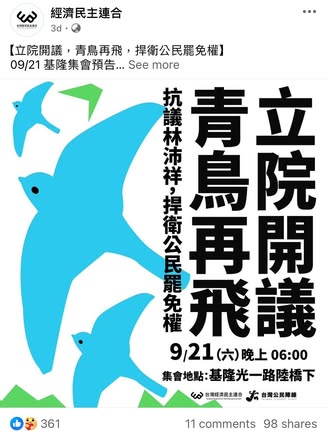 經濟民主連合
3d
【立院開議，青鳥再飛，捍衛公民罷免權】
09/21 基隆集會預告... See more
立院開議
青鳥再飛
抗議林沛祥，捍衛公民罷免權
9/21(六)晚上 06:00
集會地點:基隆光一路陸橋下
台灣經濟民主連合
台灣公民陣線
361
11 comments 98 shares